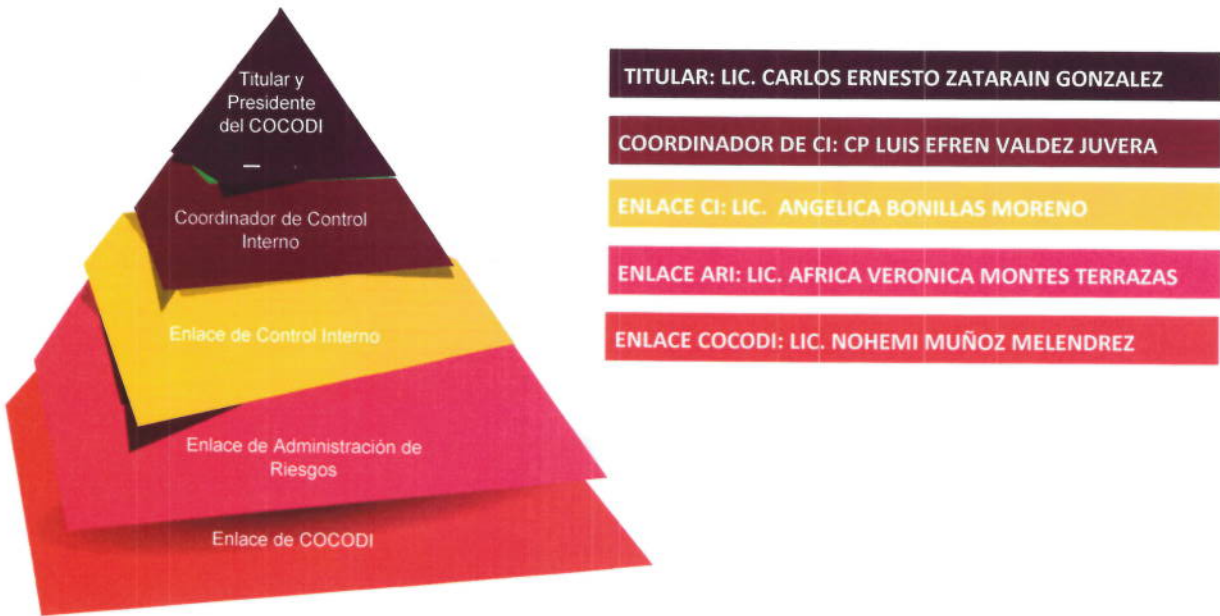 Titular y
Presidente
del COCODI
Coordinador de Control
Interno
Enlace de Control Interno
Enlace de Administración de
Riesgos
Enlace de COCODI
TITULAR: LIC. CARLOS ERNESTO ZATARAIN GONZALEZ
COORDINADOR DE CI: CP LUIS EFREN VALDEZ JUVERA
ENLACE CI: LIC. ANGELICA BONILLAS MORENO
ENLACE ARI: LIC. AFRICA VERONICA MONTES TERRAZAS
ENLACE COCODI: LIC. NOHEMI MUÑOZ MELENDREZ